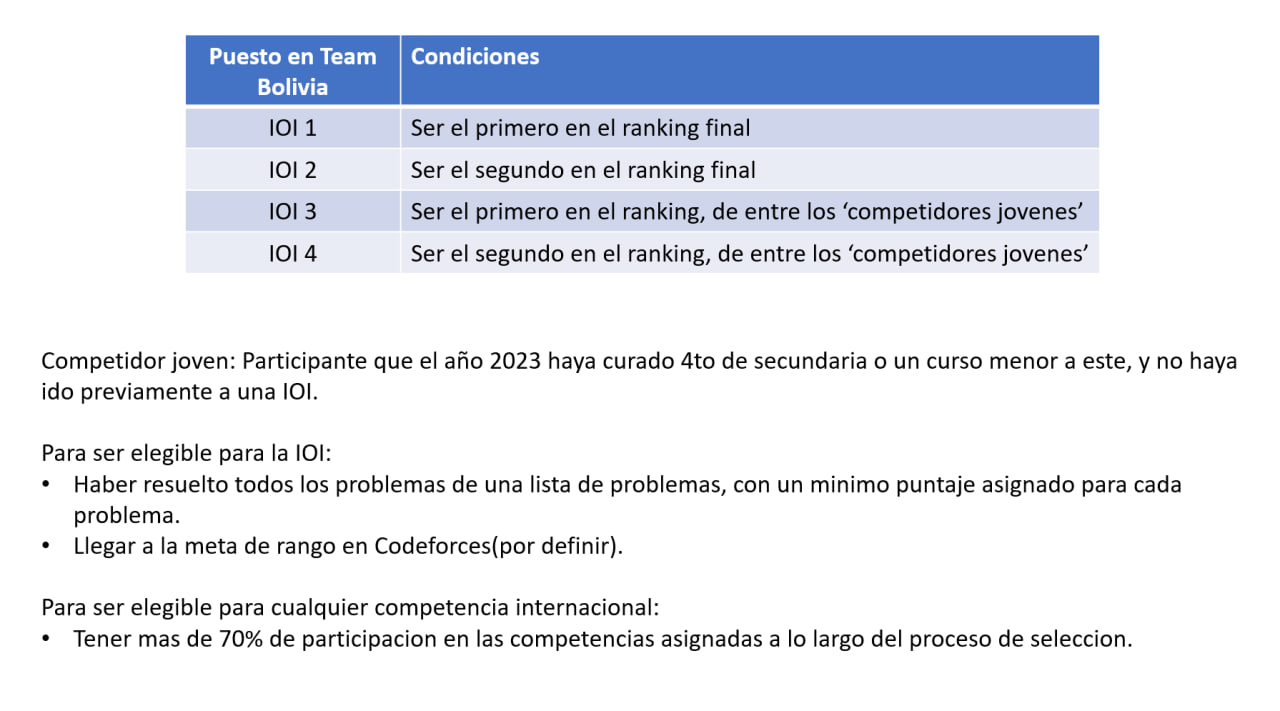 Puesto en Team Bolivia
Condiciones
IOI 1
Ser el primero en el ranking final
IOI 2
Ser el segundo en el ranking final
IOI 3
Ser el primero en el ranking, de entre los ‘competidores jovenes’
IOI 4
Ser el segundo en el ranking, de entre los ‘competidores jovenes’
Competidor joven: Participante que el año 2023 haya curado 4to de secundaria o un curso menor a este, y no haya
ido previamente a una IOI.
Para ser elegible para la IOI:
• Haber resuelto todos los problemas de una lista de problemas, con un minimo puntaje asignado para cada
problema.
• Llegar a la meta de rango en Codeforces(por definir).
Para ser elegible para cualquier competencia internacional:
• Tener mas de 70% de participacion en las competencias asignadas a lo largo del proceso de seleccion.